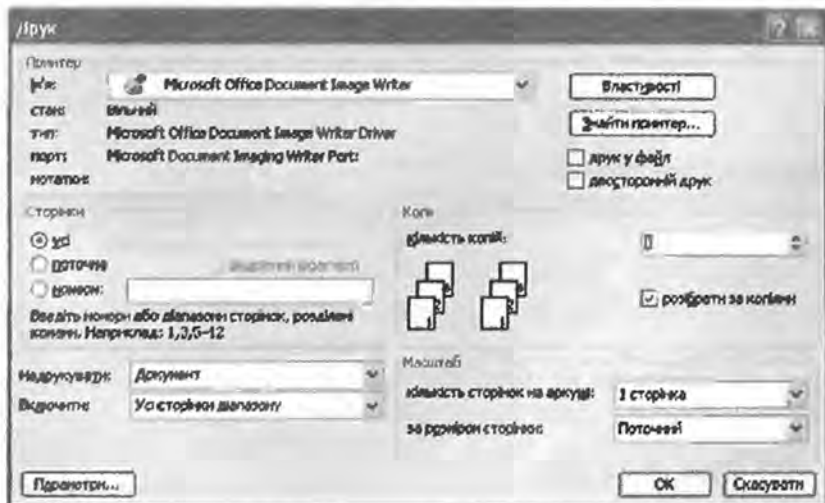 Друк
Принтер
ім'я: Microsoft Office Document Image Writer
Властивості
стан: вільний
тип: Microsoft Office Document Image Writer Driver
Знайти принтер...
порт: Microsoft Document Imaging Writer Port:
друк у файл
нотатки:
двосторонній друк
Сторінки
Копії
усі
кількість копій:
поточна
виділений фрагмент
номери:
розібрати за копіями
Введіть номери або діапазони сторінок, розділені
комами. Наприклад: 1,3,5-12
Надрукувати: Документ
Включити: Усі сторінки діапазону
Масштаб
кількість сторінок на аркуші: 1 сторінка
за розміром сторінок: Поточний
Параметри...
ОК
Скасувати